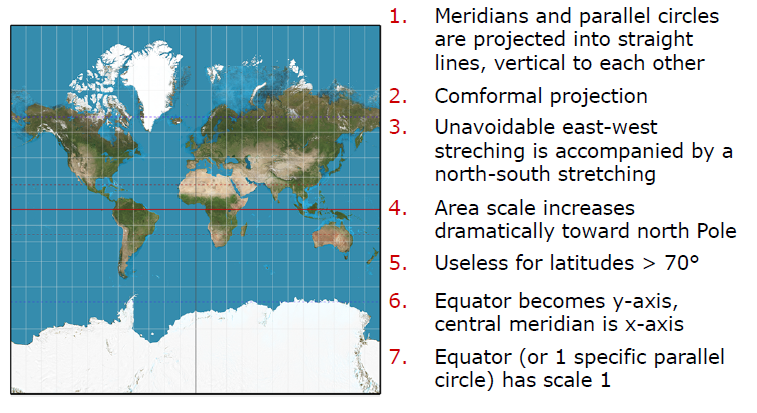 1. Meridians and parallel circles
are projected into straight
lines, vertical to each other
2. Comformal projection
3. Unavoidable east-west
streching is accompanied by a
north-south stretching
4. Area scale increases
dramatically toward north Pole
5. Useless for latitudes > 70°
6. Equator becomes y-axis,
central meridian is x-axis
7. Equator (or 1 specific parallel
circle) has scale 1